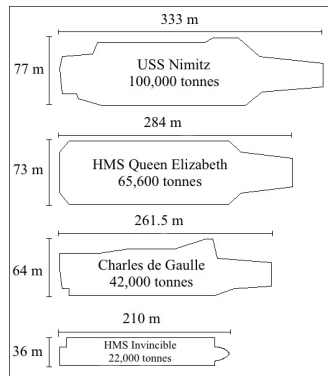 333 m
77 m
USS Nimitz
100,000 tonnes
284 m
73 m
HMS Queen Elizabeth
65,600 tonnes
261.5 m
64 m
Charles de Gaulle
42,000 tonnes
210 m
36 m
HMS Invincible
22,000 tonnes